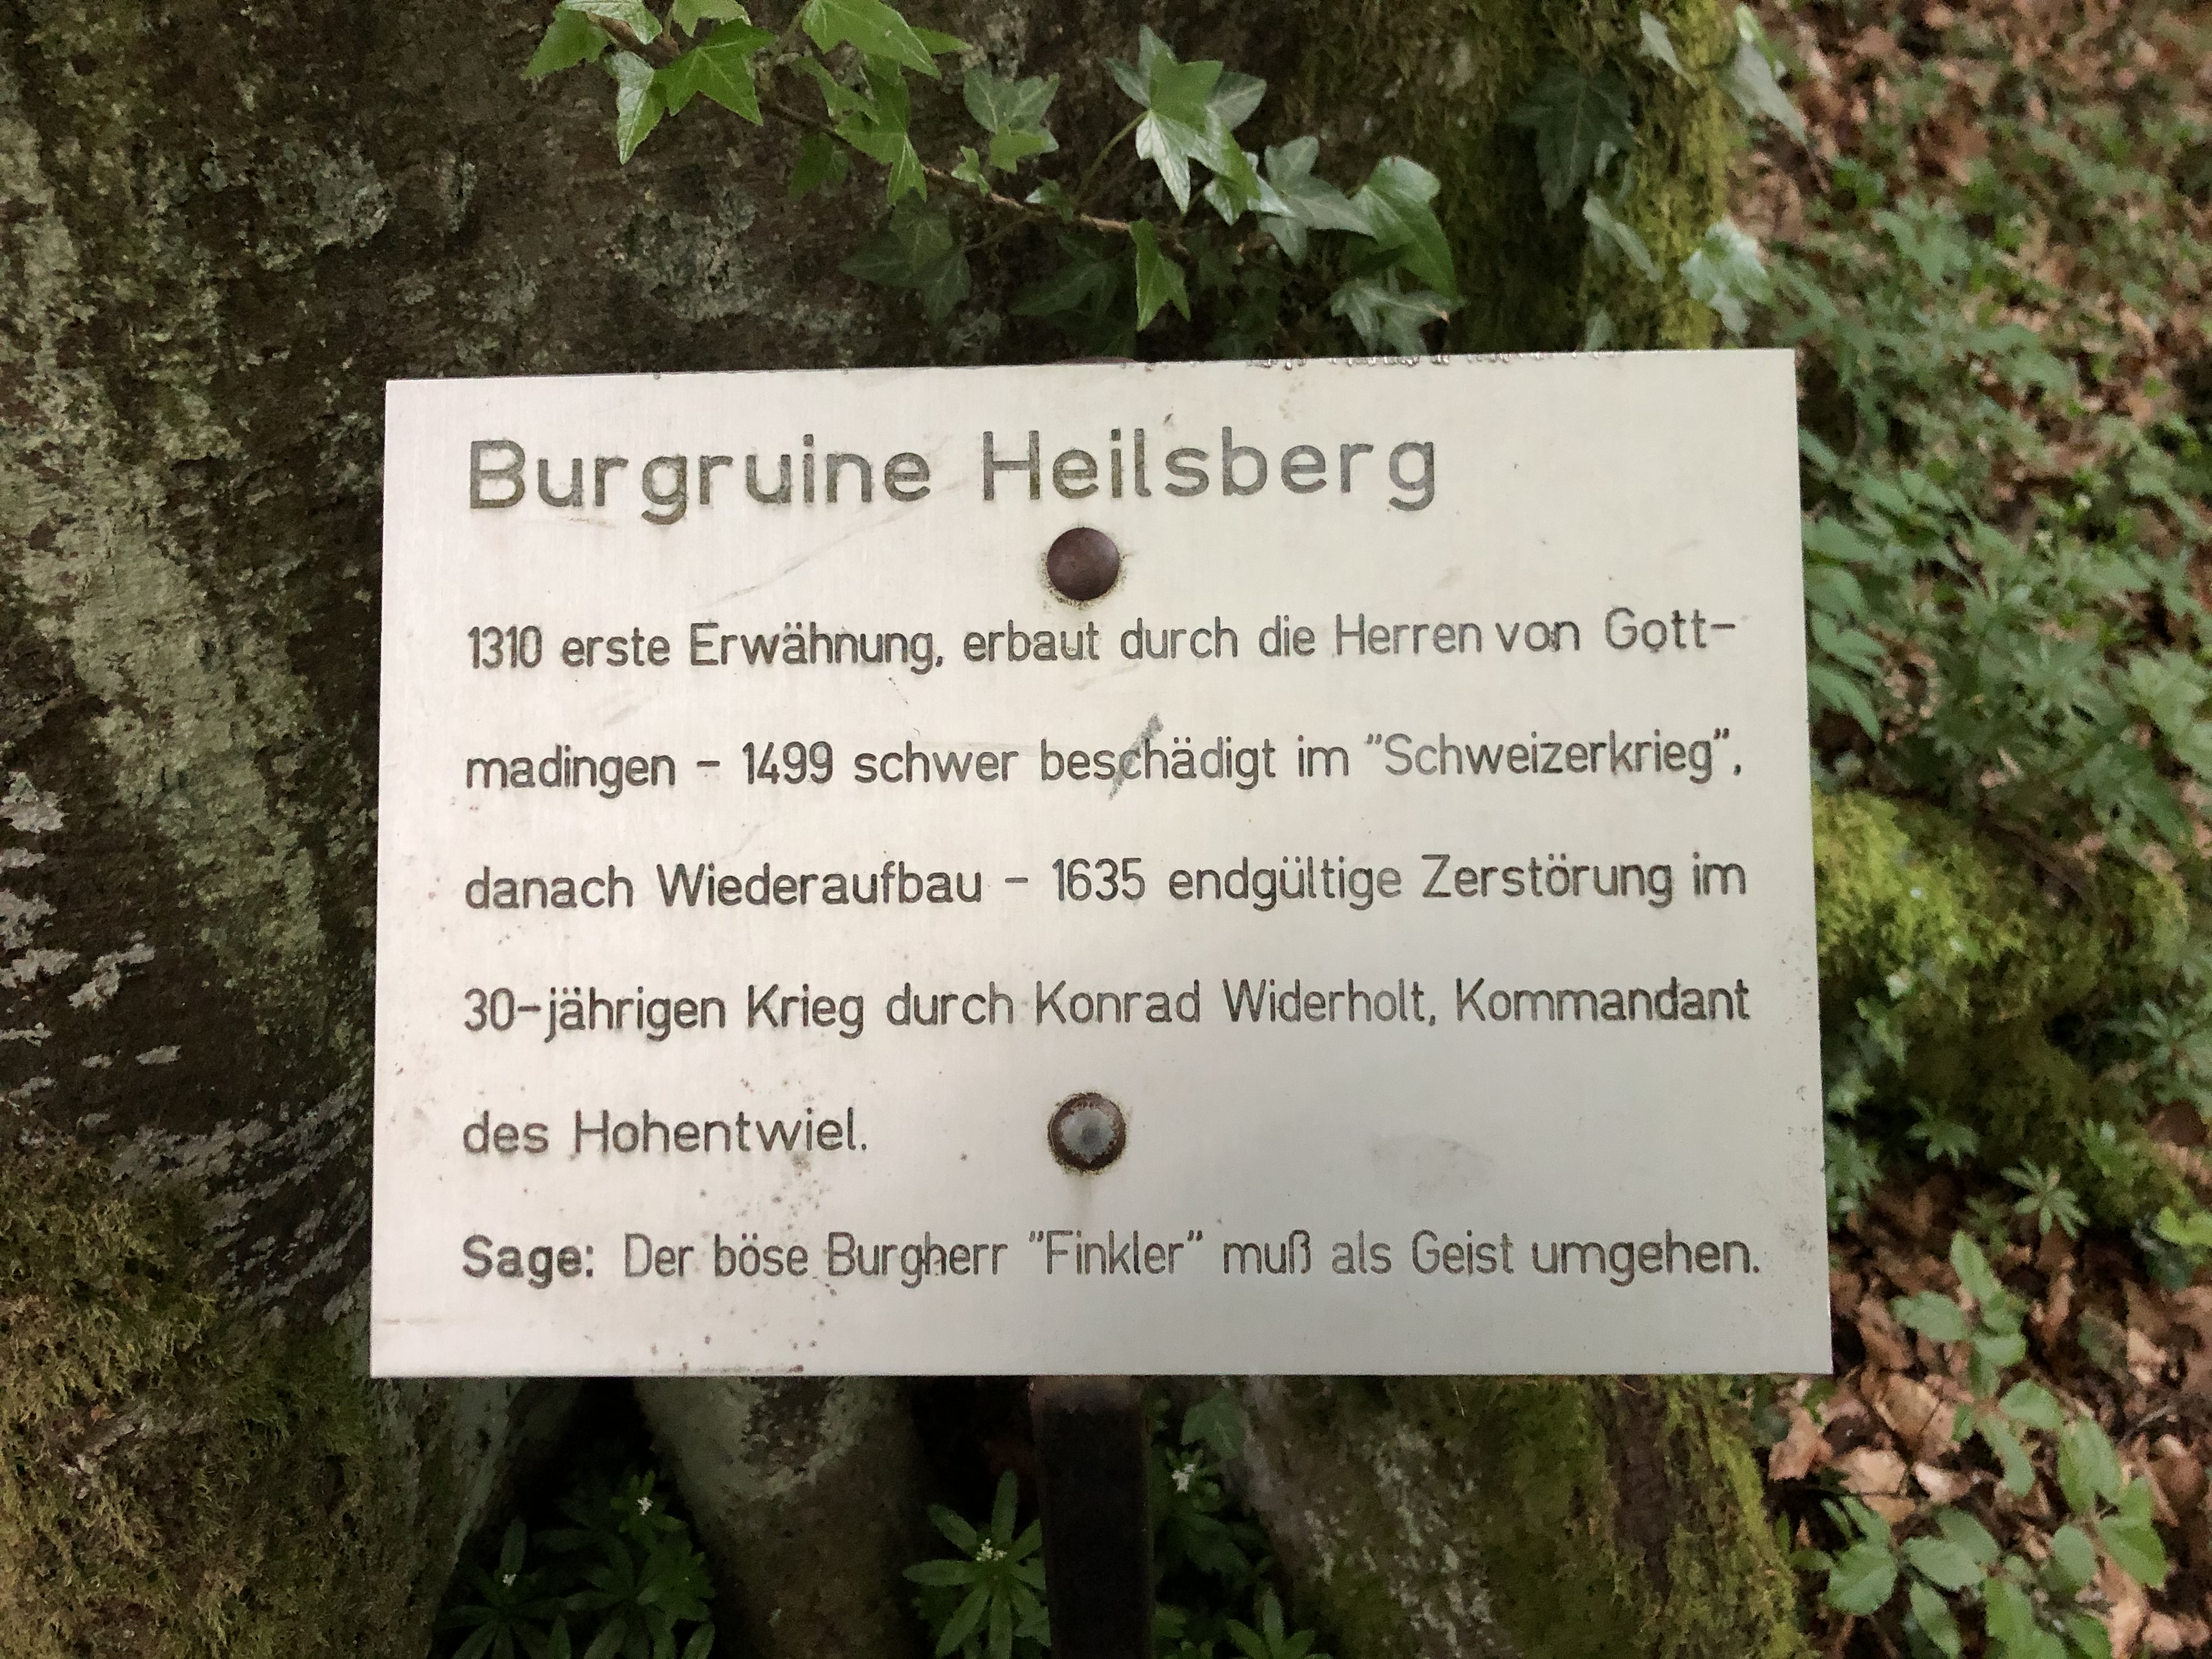 Burgruine Heilsberg
1310 erste Erwähnung, erbaut durch die Herren von Gott-
madingen - 1499 schwer beschädigt im "Schweizerkrieg",
danach Wiederaufbau - 1635 endgültige Zerstörung im
30-jährigen Krieg durch Konrad Widerholt, Kommandant
des Hohentwiel.
Sage: Der böse Burgherr "Finkler" muß als Geist umgehen.